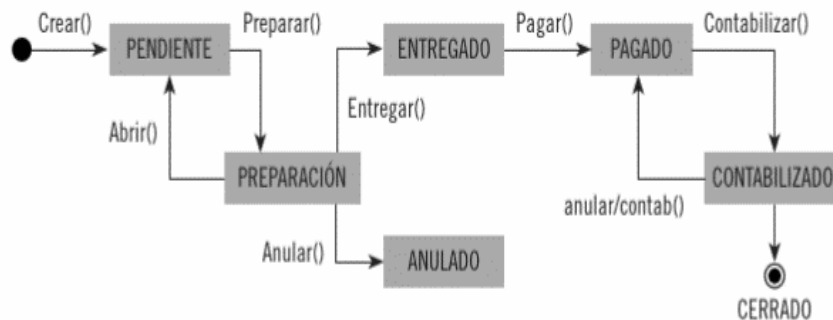 Crear()
Preparar()
Pagar()
Contabilizar()
PENDIENTE
ENTREGADO
PAGADO
Abrir()
Entregar()
PREPARACIÓN
CONTABILIZADO
anular/contab()
Anular()
ANULADO
CERRADO